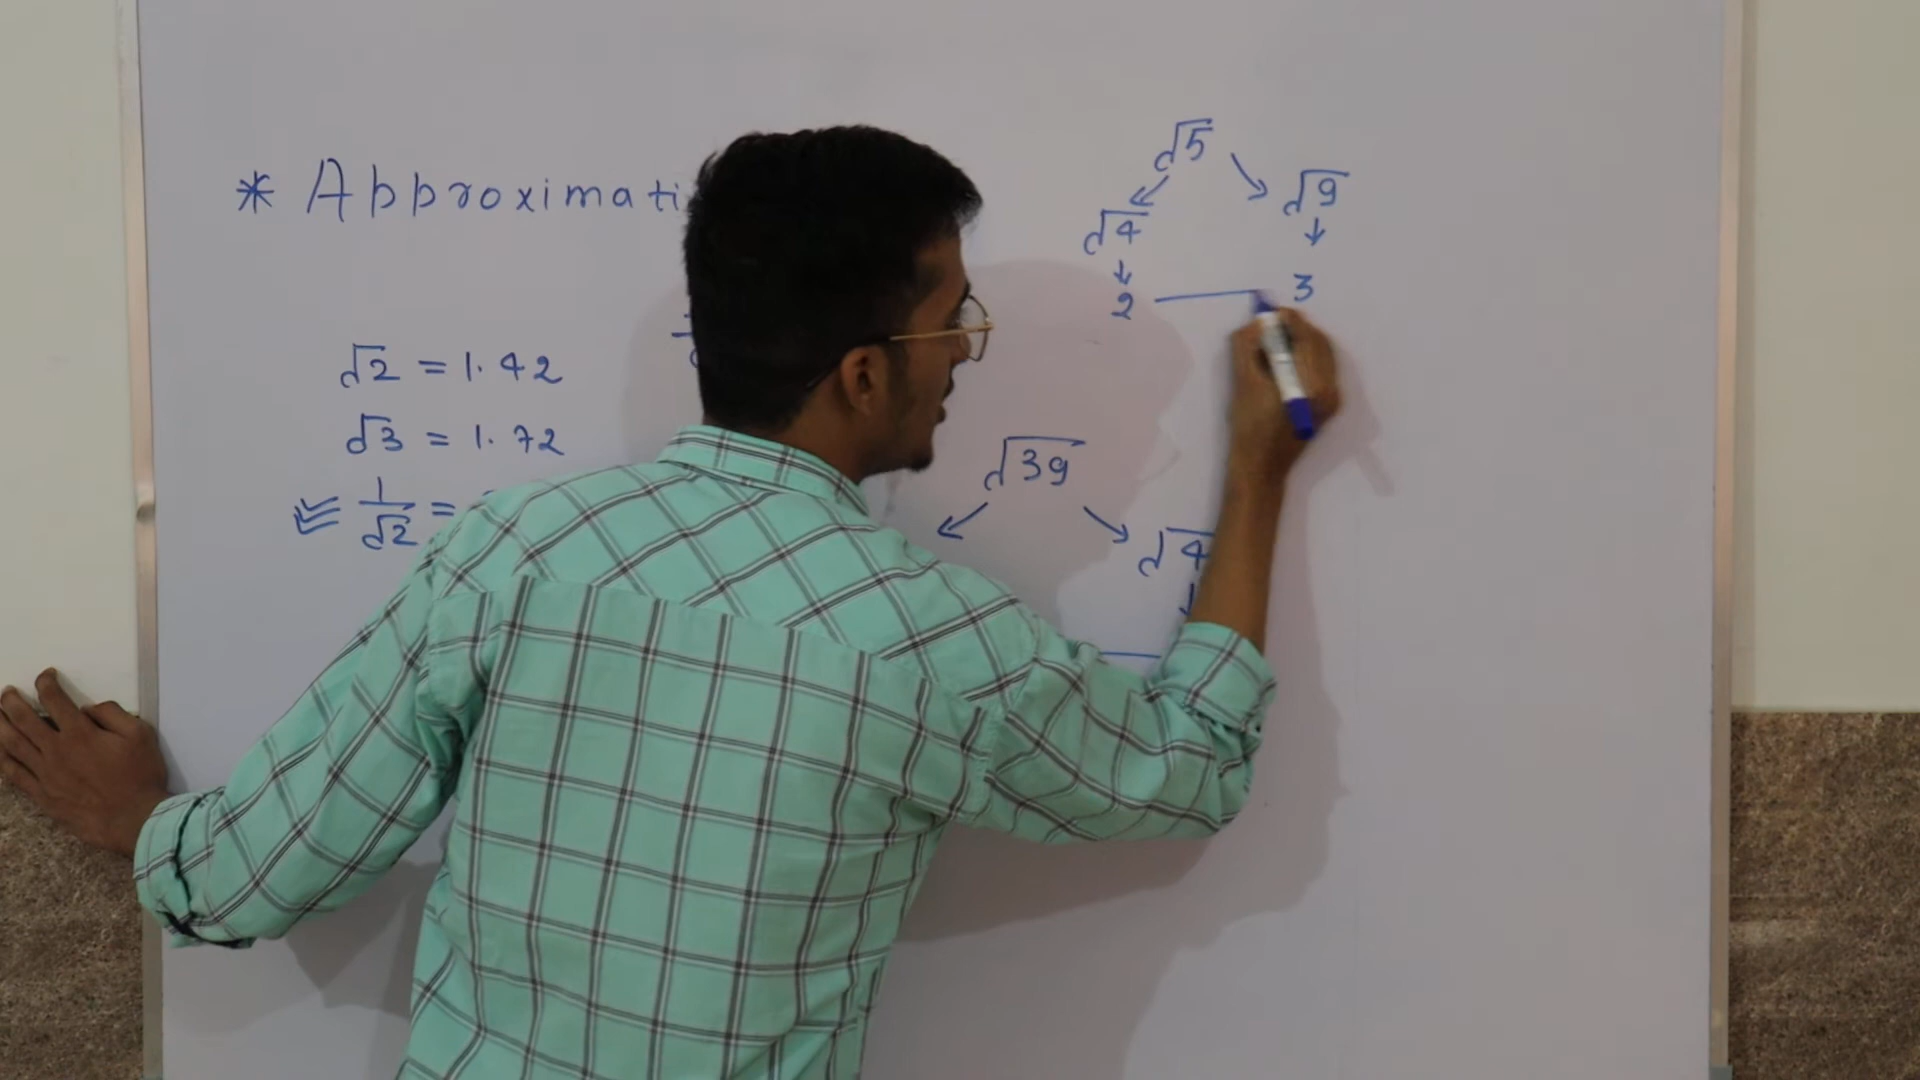 * Approximati
√2 = 1.42
√3 = 1.72
1/√2 =
√5
√4 √9
2 3
√39
√4